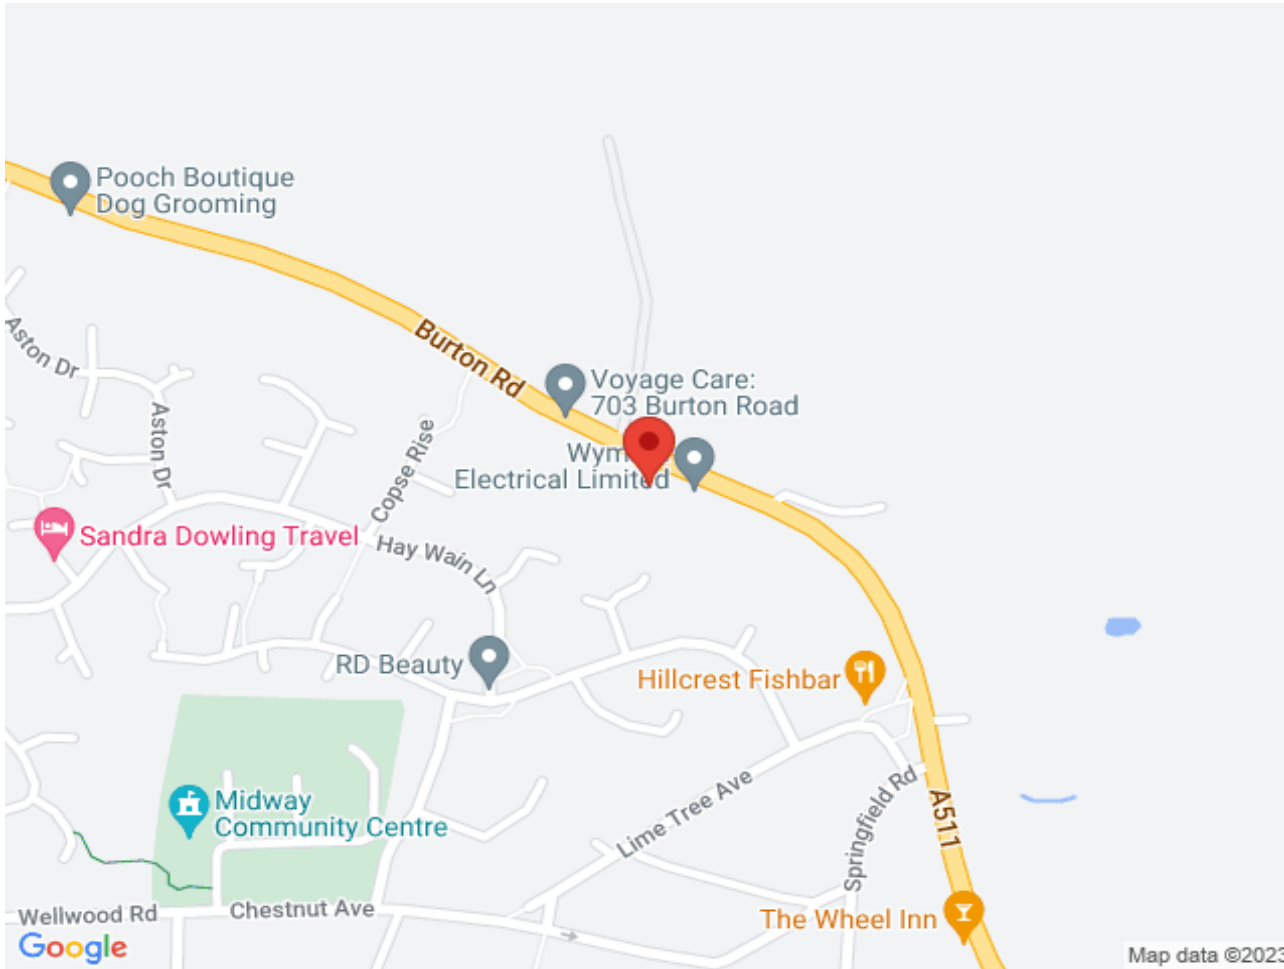 Pooch Boutique
Dog Grooming
Aston Dr
Burton Rd
Voyage Care:
703 Burton Road
Aston Dr
Copse Rise
Electrical Limited
Sandra Dowling Travel
Hay Wain Ln
RD Beauty
Hillcrest Fishbar
Midway
Community Centre
Lime Tree Ave
Springfield Rd
A511
Wellwood Rd
Chestnut Ave
The Wheel Inn
Google
Map data ©2023